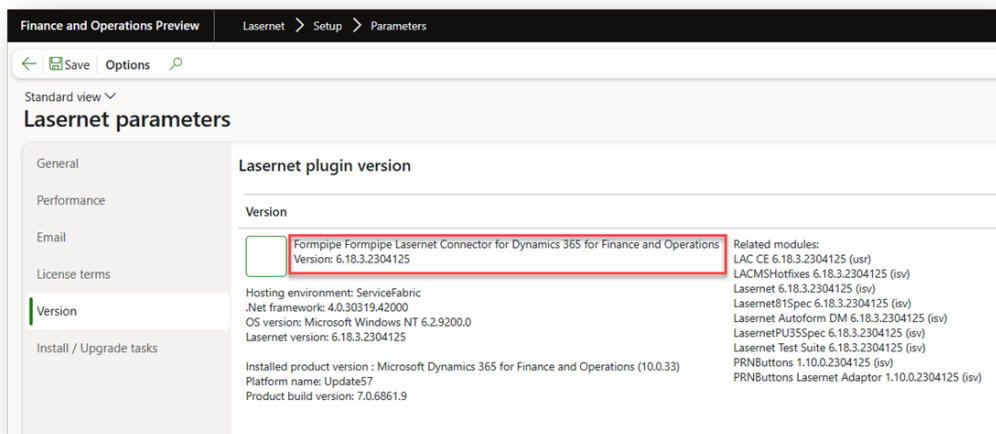 Finance and Operations Preview
Lasernet > Setup > Parameters
Save Options
Standard view
Lasernet parameters
General
Performance
Email
License terms
Version
Install / Upgrade tasks
Lasernet plugin version
Version
Formpipe Formpipe Lasernet Connector for Dynamics 365 for Finance and Operations
Version: 6.18.3.2304125
Hosting environment: ServiceFabric
.Net framework: 4.0.30319.42000
OS version: Microsoft Windows NT 6.2.9200.0
Lasernet version: 6.18.3.2304125
Installed product version : Microsoft Dynamics 365 for Finance and Operations (10.0.33)
Platform name: Update57
Product build version: 7.0.6861.9
Related modules:
LAC CE 6.18.3.2304125 (usr)
LACMSHotfixes 6.18.3.2304125 (isv)
Lasernet 6.18.3.2304125 (isv)
Lasernet81Spec 6.18.3.2304125 (isv)
Lasernet Autoform DM 6.18.3.2304125 (isv)
LasernetPU35Spec 6.18.3.2304125 (isv)
Lasernet Test Suite 6.18.3.2304125 (isv)
PRNButtons 1.10.0.2304125 (isv)
PRNButtons Lasernet Adaptor 1.10.0.2304125 (isv)